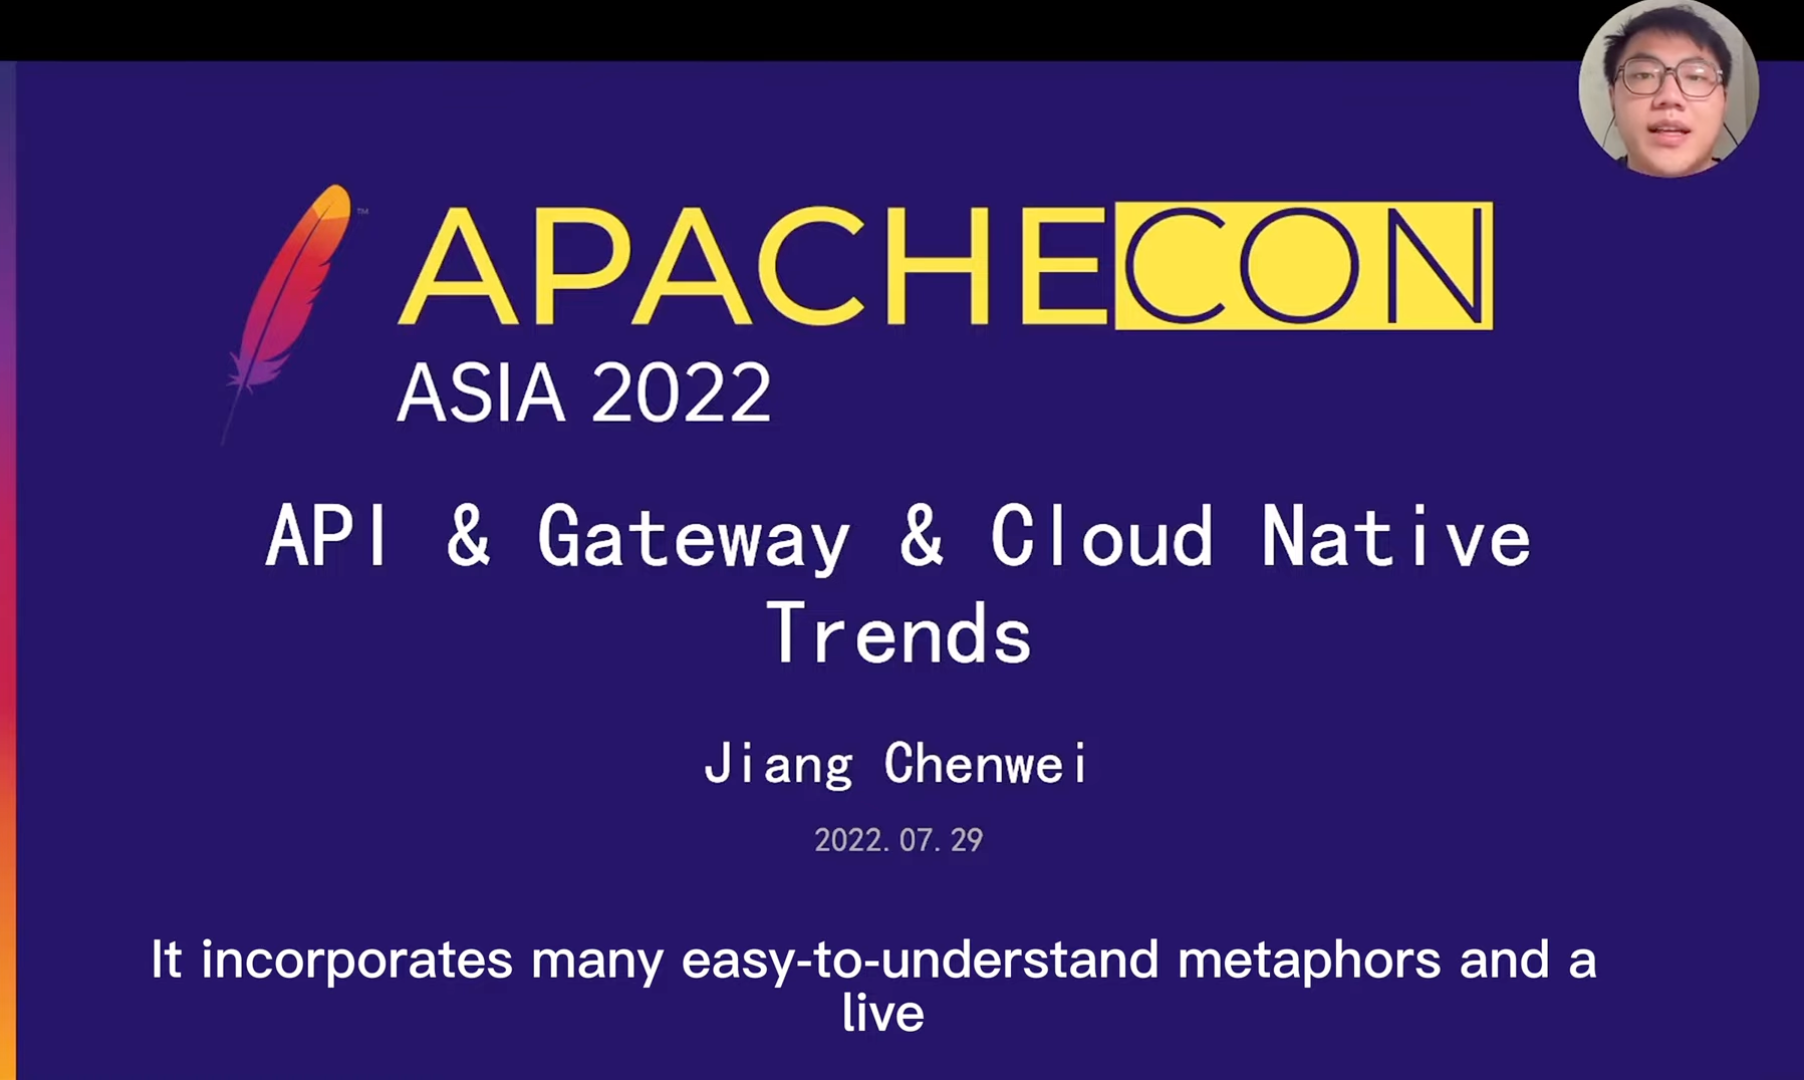 APACHECON
™
ASIA 2022
API & Gateway & Cloud Native
Trends
Jiang Chenwei
2022.07.29
It incorporates many easy-to-understand metaphors and a
live